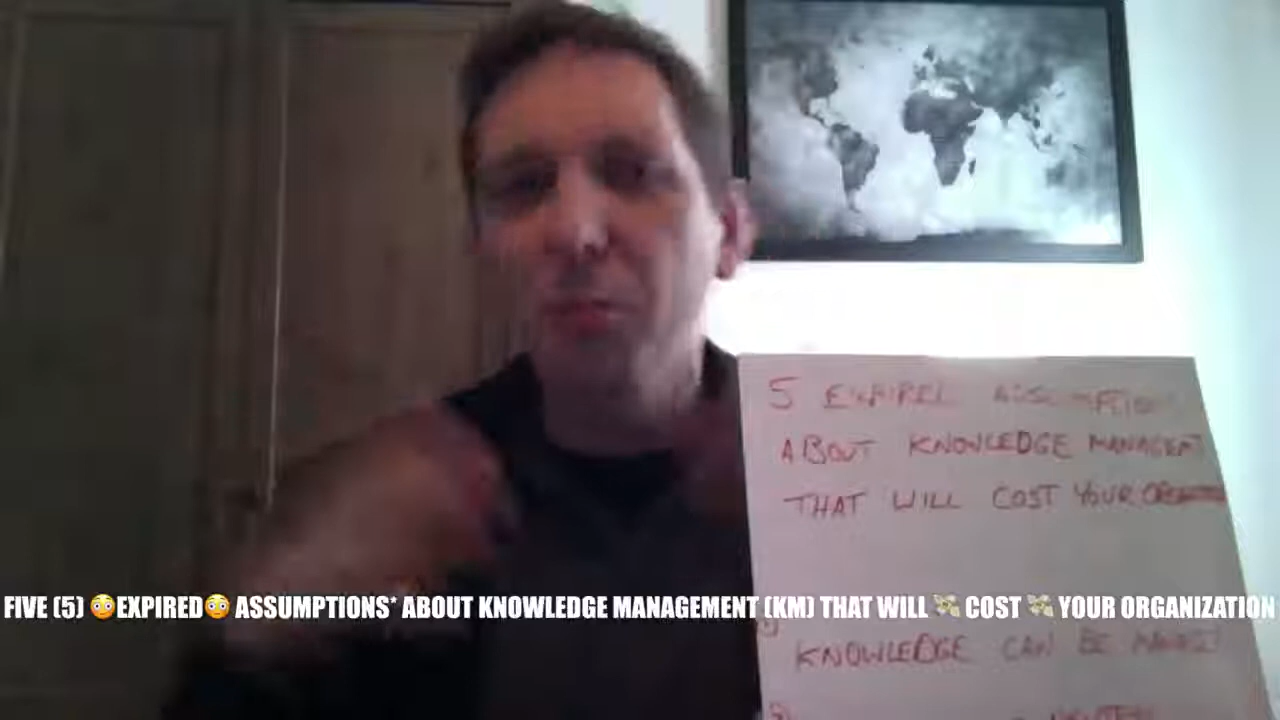 5 EXPIRED ASSUMPTION
ABOUT KNOWLEDGE
THAT WILL COST YOUR
FIVE (5) 😳EXPIRED😳 ASSUMPTIONS* ABOUT KNOWLEDGE MANAGEMENT (KM) THAT WILL 💸 COST 💸 YOUR ORGANIZATION
KNOWLEDGE CAN BE